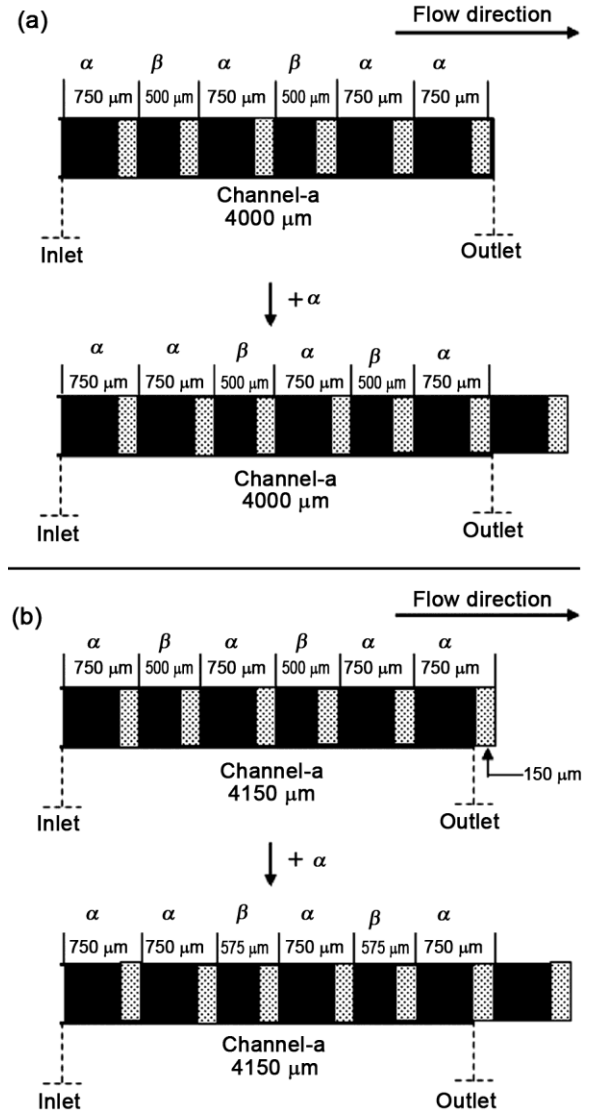 (a)
Flow direction
α β α β α α
750 μm 500 μm 750 μm 500 μm 750 μm 750 μm
Channel-a
4000 μm
Inlet
Outlet
+ α
α α β α β α
750 μm 750 μm 500 μm 750 μm 500 μm 750 μm
Channel-a
4000 μm
Inlet
Outlet
(b)
Flow direction
α β α β α α
750 μm 500 μm 750 μm 500 μm 750 μm 750 μm
Channel-a
4150 μm
150 μm
Inlet
Outlet
+ α
α α β α β α
750 μm 750 μm 575 μm 750 μm 575 μm 750 μm
Channel-a
4150 μm
Inlet
Outlet